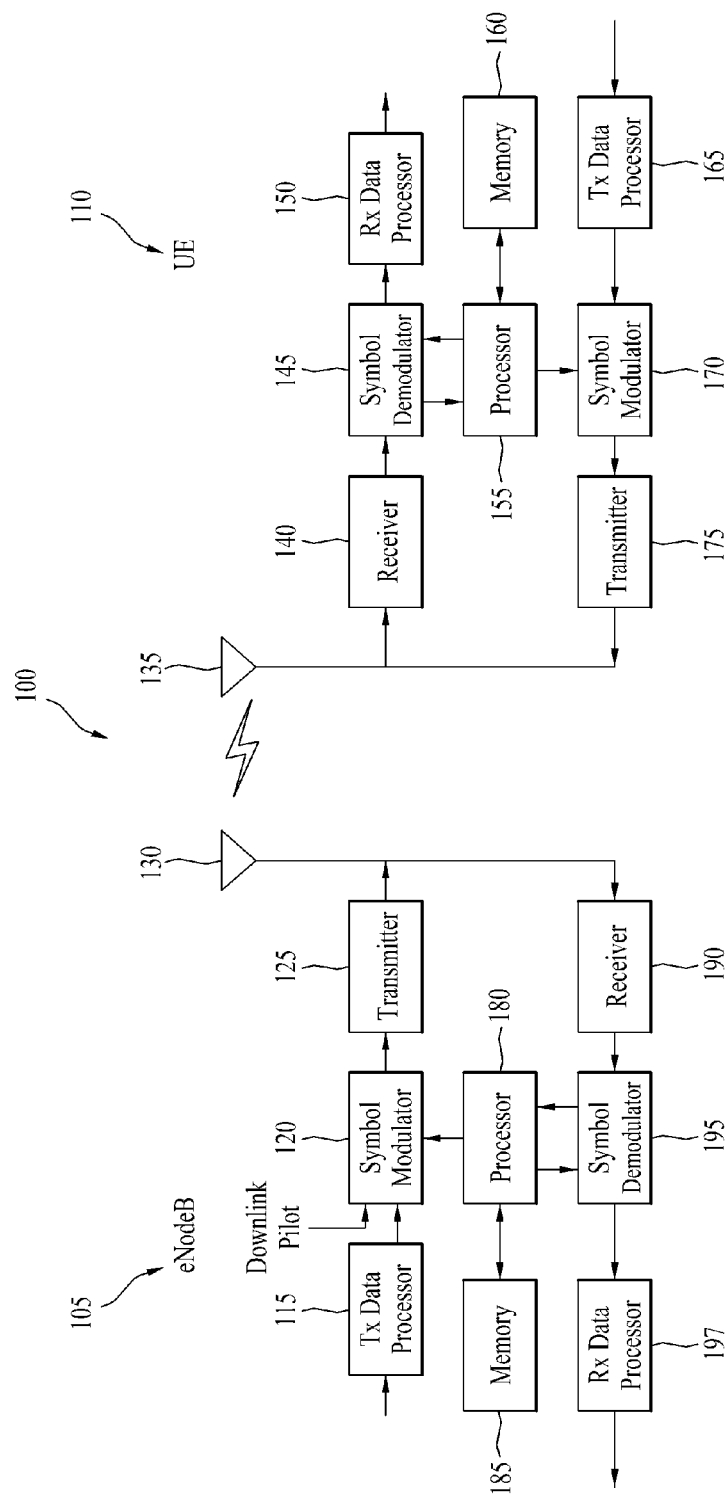 100
105
eNodeB
110
UE
130
135
115
Tx Data
Processor
Downlink
Pilot
120
Symbol
Modulator
125
Transmitter
140
Receiver
145
Symbol
Demodulator
150
Rx Data
Processor
185
Memory
180
Processor
155
Processor
160
Memory
197
Rx Data
Processor
195
Symbol
Demodulator
190
Receiver
175
Transmitter
170
Symbol
Modulator
165
Tx Data
Processor